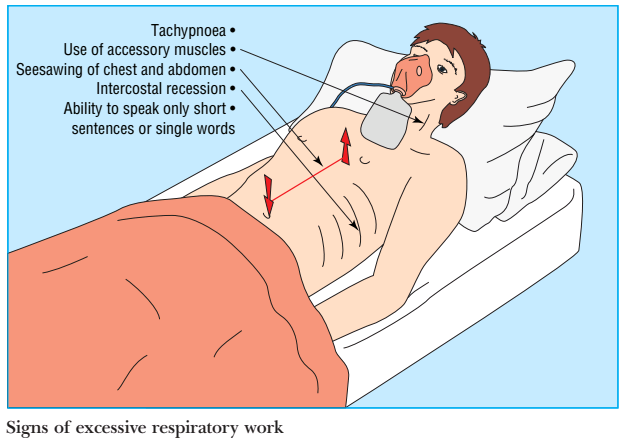 Tachypnoea •
Use of accessory muscles •
Seesawing of chest and abdomen •
Intercostal recession •
Ability to speak only short •
sentences or single words
Signs of excessive respiratory work